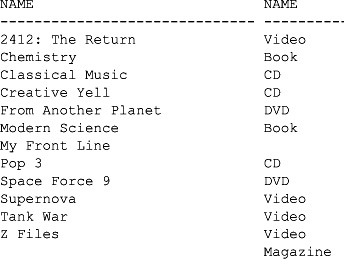 NAME                           NAME
------------------------------ ----------
2412: The Return               Video
Chemistry                      Book
Classical Music                CD
Creative Yell                  CD
From Another Planet            DVD
Modern Science                 Book
My Front Line
Pop 3                          CD
Space Force 9                  DVD
Supernova                      Video
Tank War                       Video
Z Files                        Video
                               Magazine